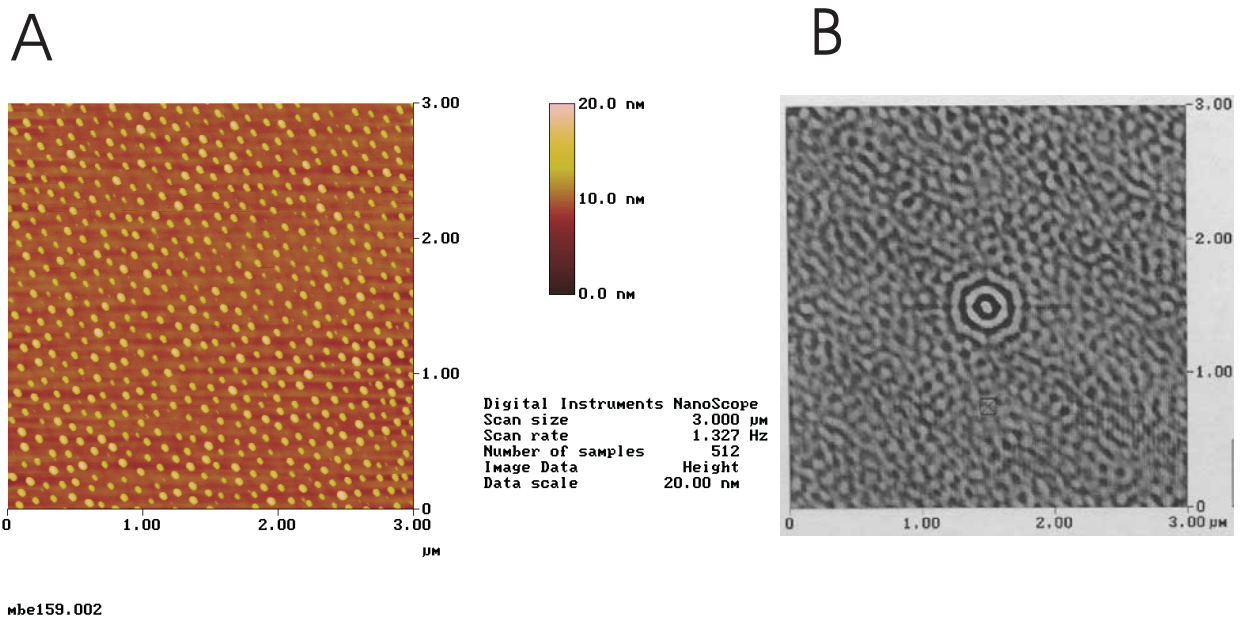 A
B
3.00
2.00
1.00
0
0
1.00
2.00
3.00
μM
20.0 nM
10.0 nM
0.0 nM
Digital Instruments NanoScope
Scan size 3.000 μM
Scan rate 1.327 Hz
Number of samples 512
Image Data Height
Data scale 20.00 nM
3.00
2.00
1.00
0
0
1.00
2.00
3.00 μM
мbe159.002